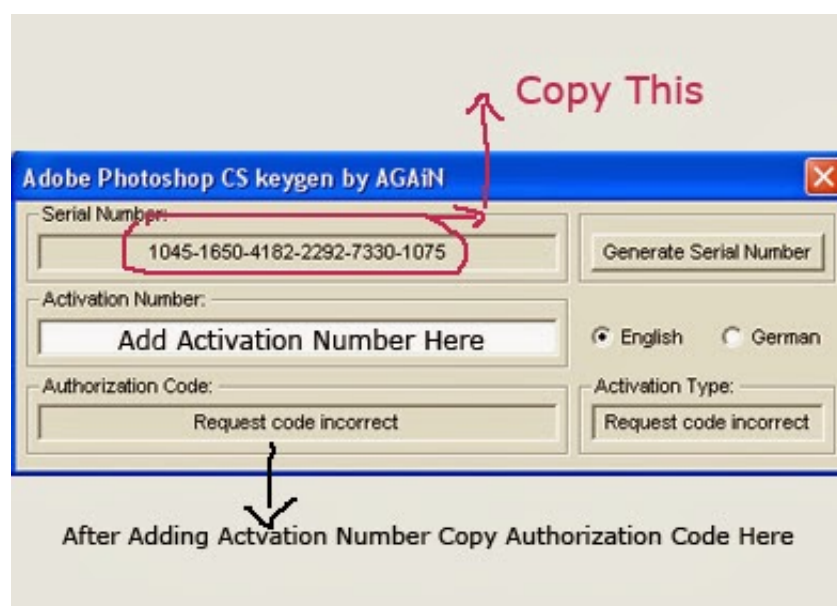 Copy This
Adobe Photoshop CS keygen by AGAiN
Serial Number:
1045-1650-4182-2292-7330-1075
Generate Serial Number
Activation Number:
Add Activation Number Here
English
German
Authorization Code:
Activation Type:
Request code incorrect
Request code incorrect
After Adding Actvation Number Copy Authorization Code Here